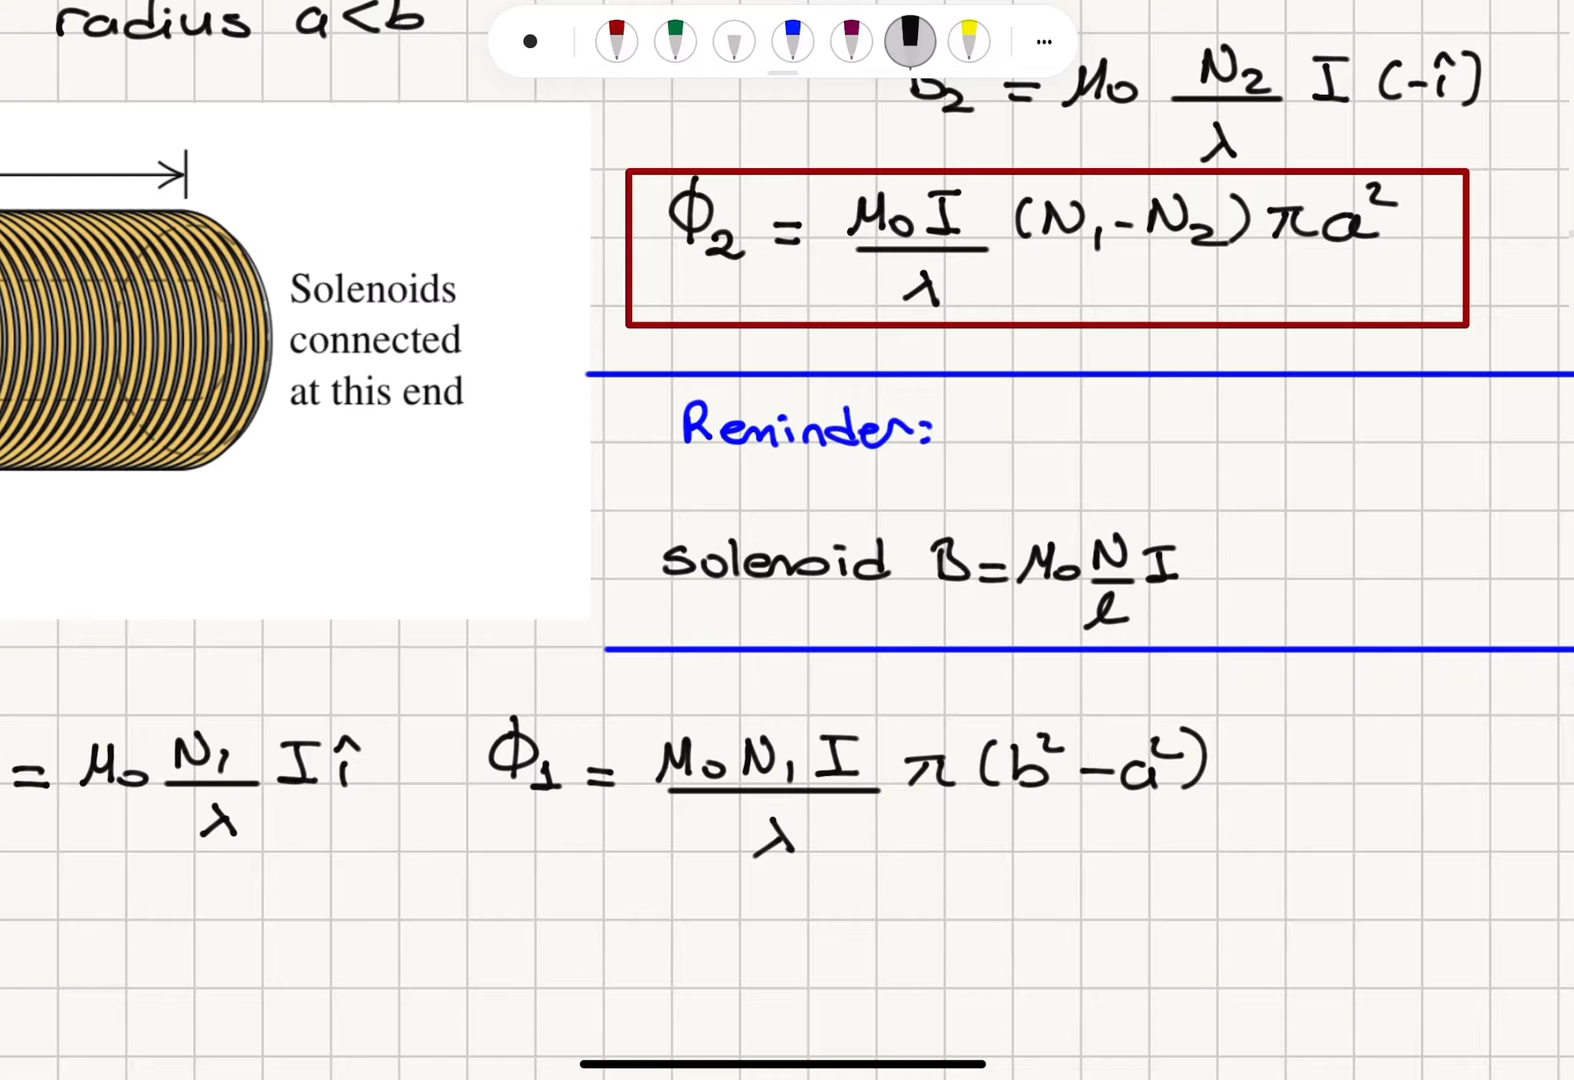 radius a<b
B₂ = μ₀ N₂/λ I (-î)
Φ₂ = μ₀I/λ (N₁-N₂)πa²
Solenoids
connected
at this end
Reminder:
solenoid B=μ₀ N/ℓ I
= μ₀ N₁/λ I î
Φ₁ = μ₀N₁I/λ π(b²-a²)